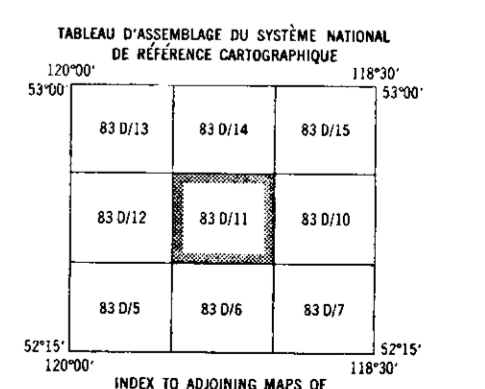 TABLEAU D'ASSEMBLAGE DU SYSTÈME NATIONAL
DE RÉFÉRENCE CARTOGRAPHIQUE
120°00' 118°30'
53°00' 53°00'
83 D/13 83 D/14 83 D/15
83 D/12 83 D/11 83 D/10
83 D/5 83 D/6 83 D/7
52°15' 52°15'
120°00' 118°30'
INDEX TO ADJOINING MAPS OF